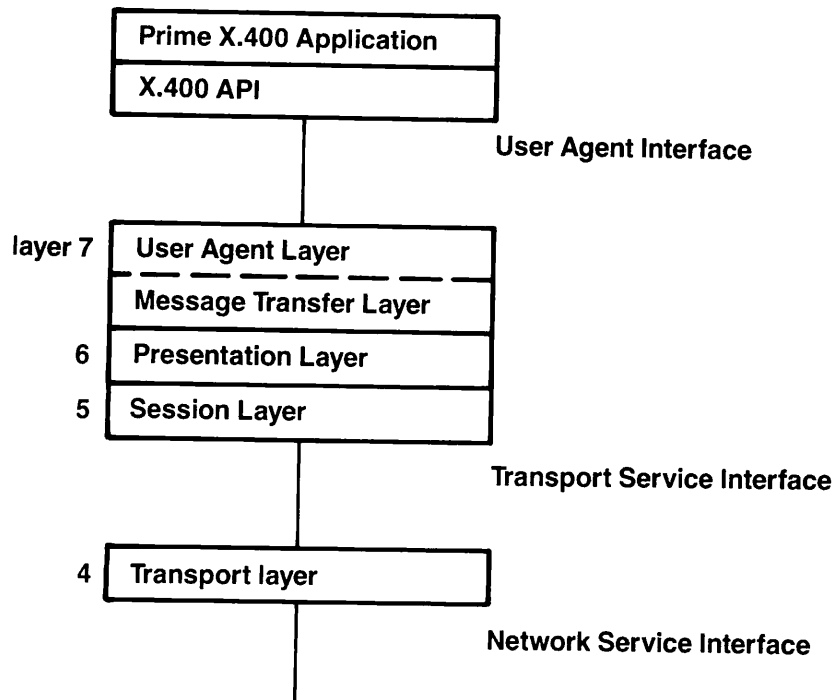 Prime X.400 Application
X.400 API
User Agent Interface
layer 7 User Agent Layer
Message Transfer Layer
6 Presentation Layer
5 Session Layer
Transport Service Interface
4 Transport layer
Network Service Interface